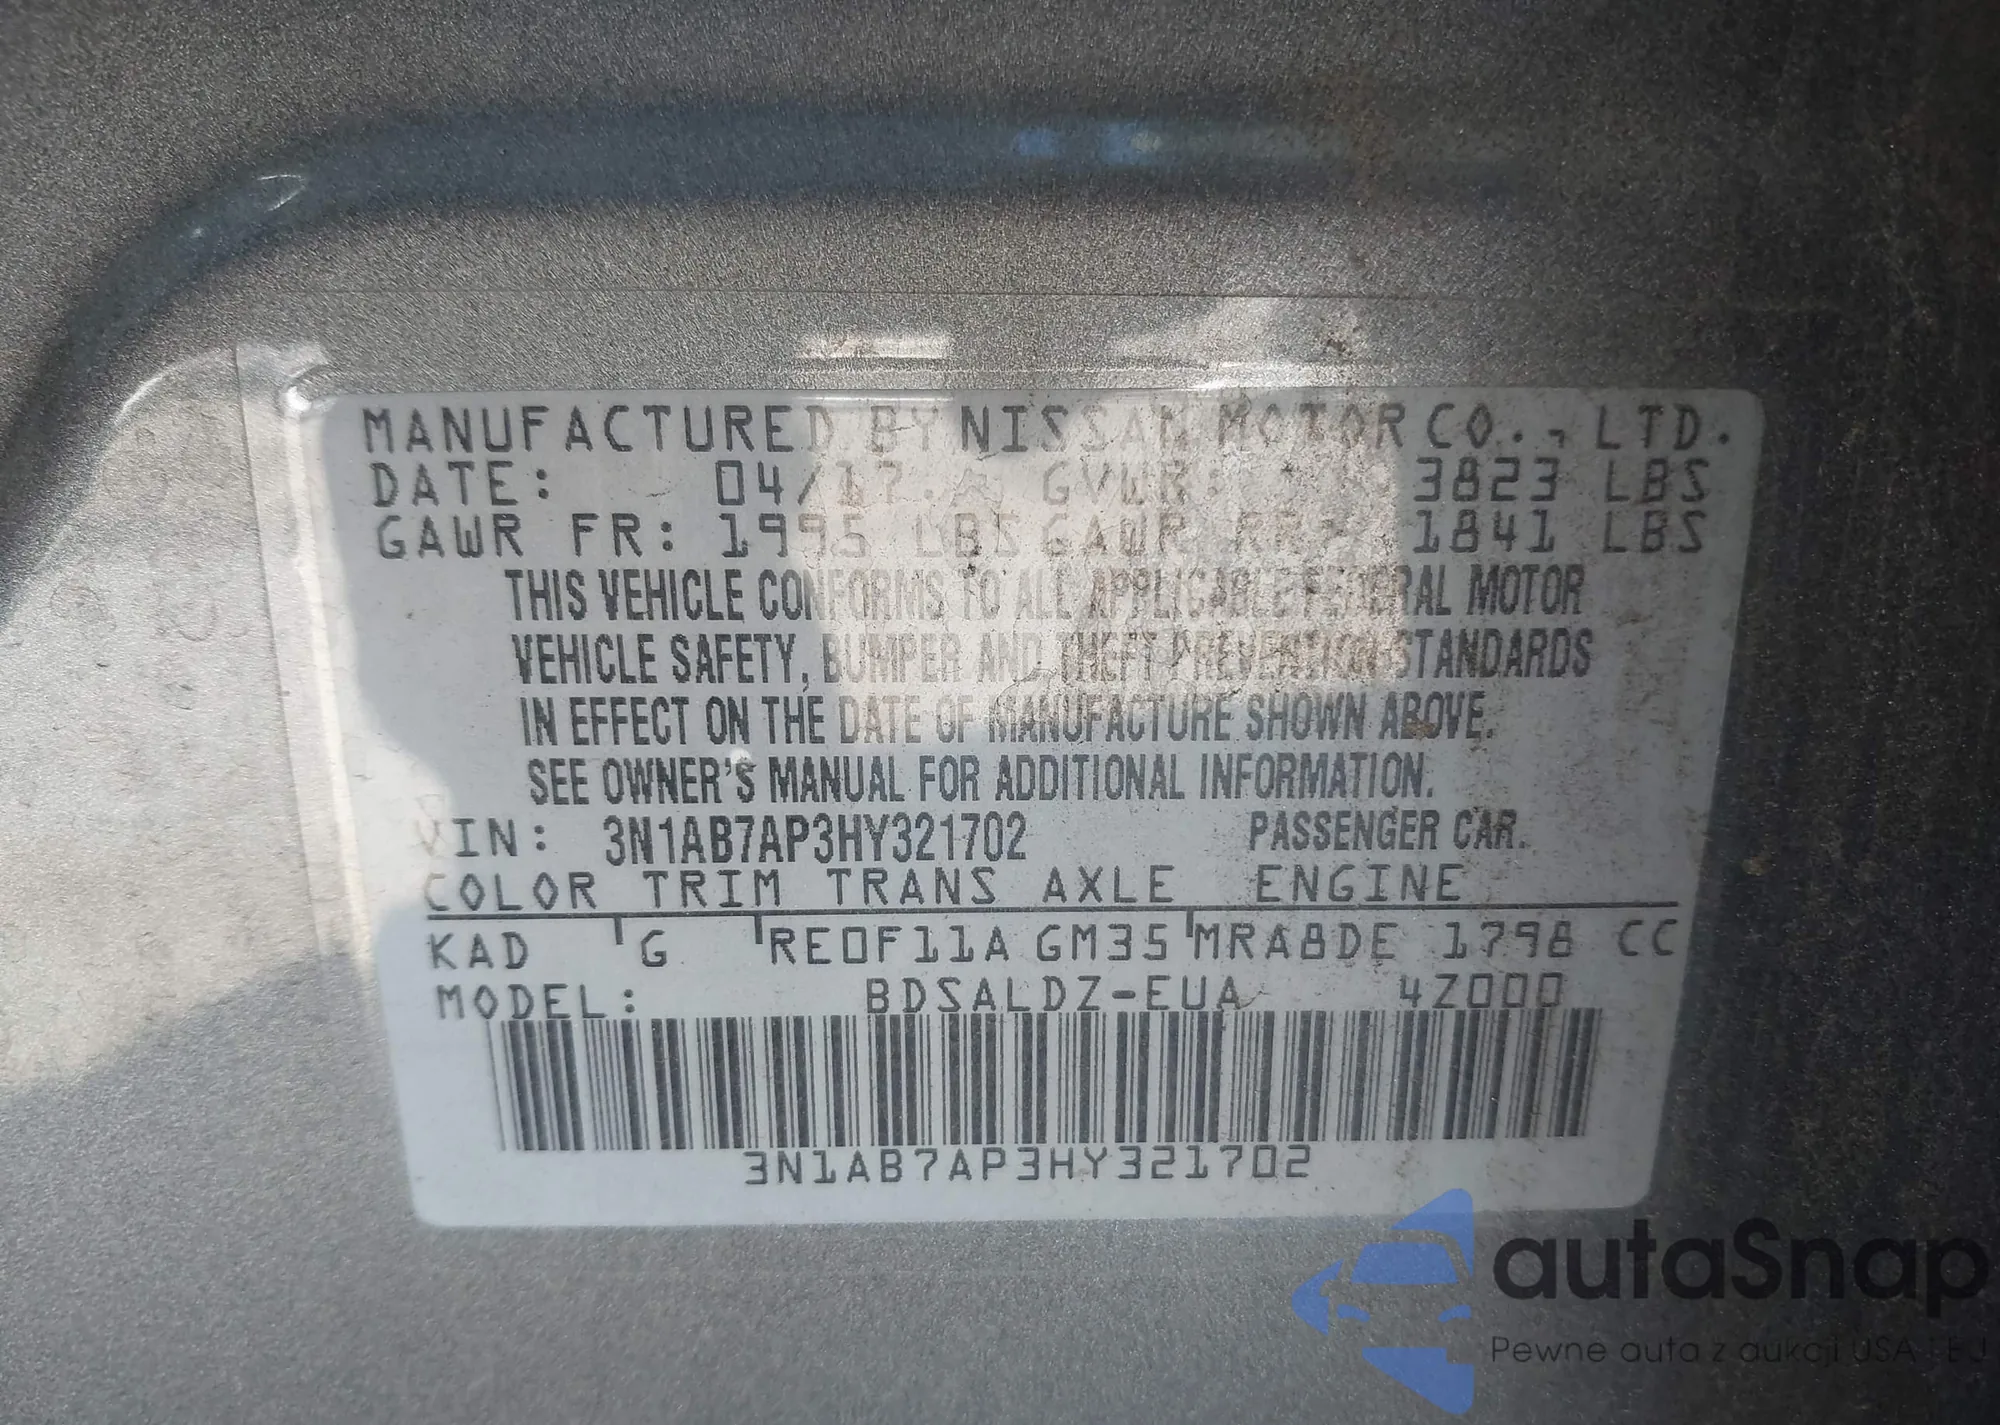 MANUFACTURED BY NISSAN MOTOR CO., LTD.
DATE: 04/17. GVWR: 3823 LBS
GAWR FR: 1995 LBS GAWR RR: 1841 LBS
THIS VEHICLE CONFORMS TO ALL APPLICABLE FEDERAL MOTOR
VEHICLE SAFETY, BUMPER AND THEFT PREVENTION STANDARDS
IN EFFECT ON THE DATE OF MANUFACTURE SHOWN ABOVE.
SEE OWNER'S MANUAL FOR ADDITIONAL INFORMATION.
VIN: 3N1AB7AP3HY321702 PASSENGER CAR.
COLOR TRIM TRANS AXLE ENGINE
KAD G RE0F11A GM35 MRA8DE 1798 CC
MODEL: BDSALDZ-EUA 4Z000
3N1AB7AP3HY321702
autaSnap
Pewne auta z aukcji USA i EU